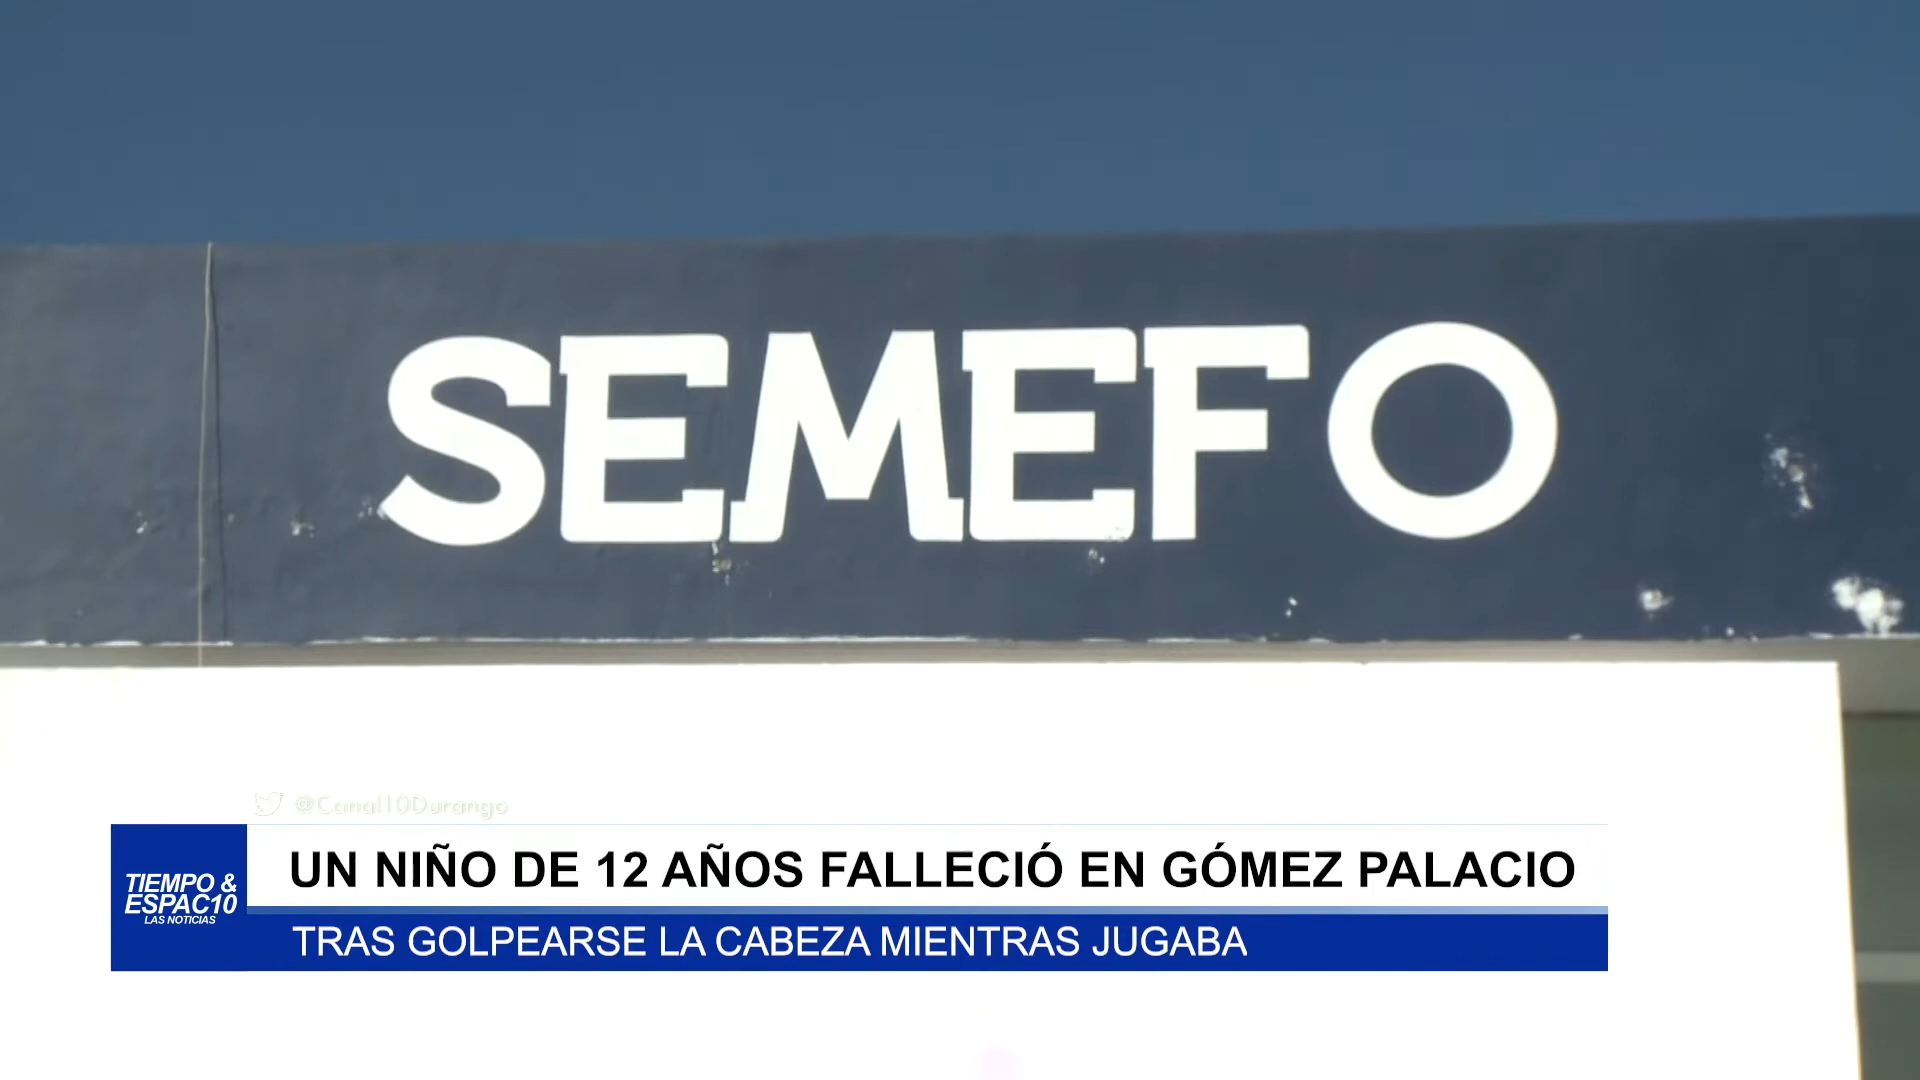 SEMEFO
@Canal10Durango
UN NIÑO DE 12 AÑOS FALLECIÓ EN GÓMEZ PALACIO
TIEMPO &
ESPAC10
LAS NOTICIAS
TRAS GOLPEARSE LA CABEZA MIENTRAS JUGABA